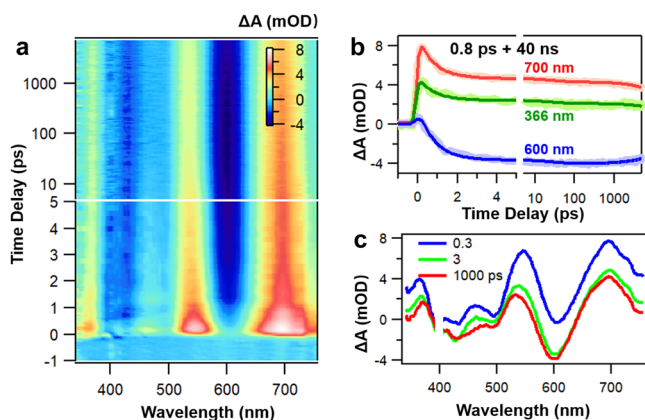 ΔA (mOD)
a
8
4
0
-4
1000
100
10
5
4
3
2
1
0
-1
Time Delay (ps)
400 500 600 700
Wavelength (nm)
b
0.8 ps + 40 ns
700 nm
366 nm
600 nm
8
4
0
-4
ΔA (mOD)
0 2 4 10 100 1000
Time Delay (ps)
c
0.3
3
1000 ps
8
4
0
-4
ΔA (mOD)
400 500 600 700
Wavelength (nm)